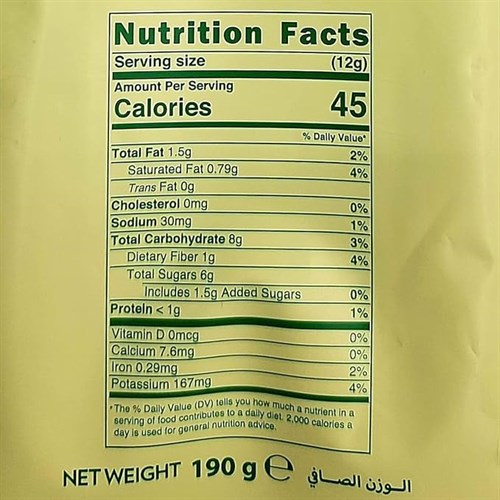 Nutrition Facts
Serving size (12g)
Amount Per Serving
Calories 45
% Daily Value*
Total Fat 1.5g 2%
Saturated Fat 0.79g 4%
Trans Fat 0g
Cholesterol 0mg 0%
Sodium 30mg 1%
Total Carbohydrate 8g 3%
Dietary Fiber 1g 4%
Total Sugars 6g
Includes 1.5g Added Sugars 0%
Protein < 1g 1%
Vitamin D 0mcg 0%
Calcium 7.6mg 0%
Iron 0.29mg 2%
Potassium 167mg 4%
*The % Daily Value (DV) tells you how much a nutrient in a
serving of food contributes to a daily diet. 2,000 calories a
day is used for general nutrition advice.
NET WEIGHT 190 g ℮ الوزن الصافي